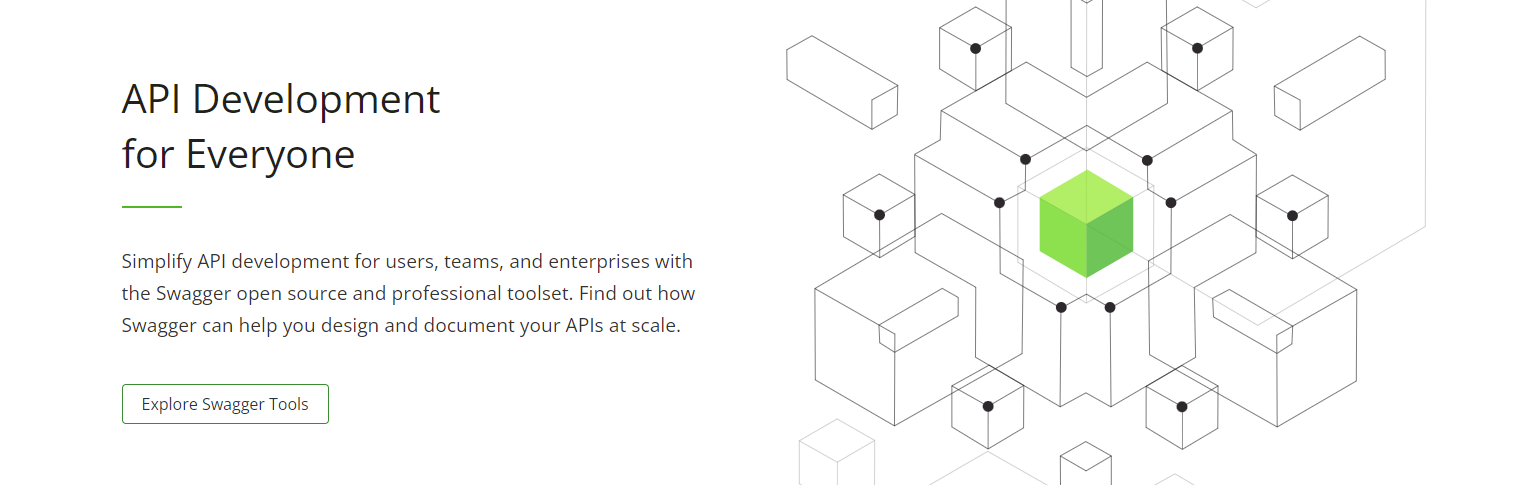 API Development
for Everyone
Simplify API development for users, teams, and enterprises with
the Swagger open source and professional toolset. Find out how
Swagger can help you design and document your APIs at scale.
Explore Swagger Tools